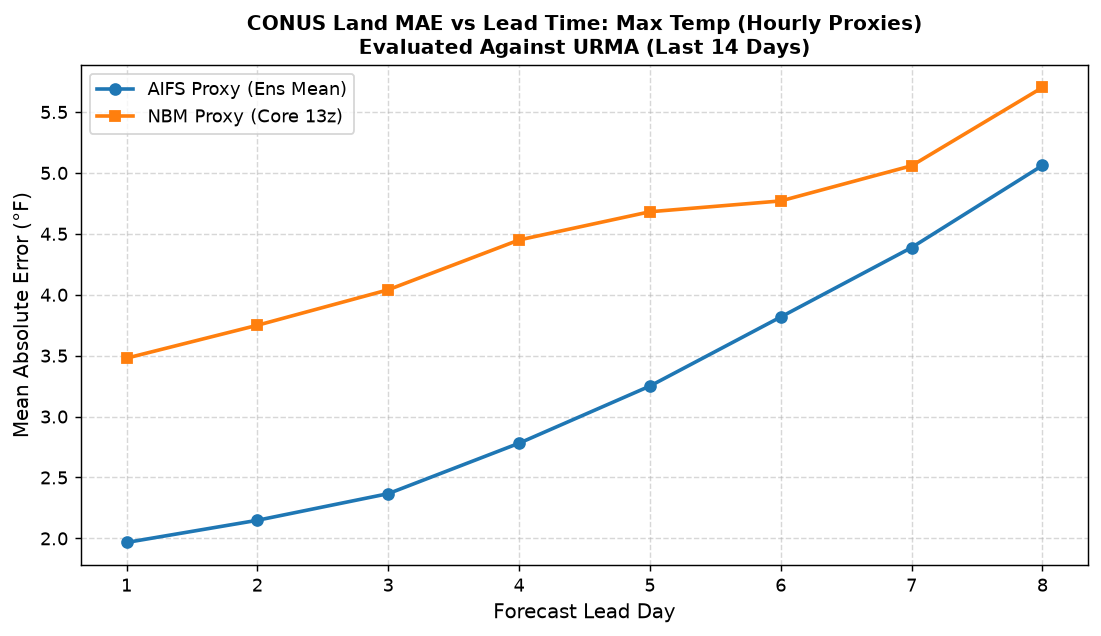 CONUS Land MAE vs Lead Time: Max Temp (Hourly Proxies)
Evaluated Against URMA (Last 14 Days)
AIFS Proxy (Ens Mean)
NBM Proxy (Core 13z)
Mean Absolute Error (°F)
5.5
5.0
4.5
4.0
3.5
3.0
2.5
2.0
1 2 3 4 5 6 7 8
Forecast Lead Day